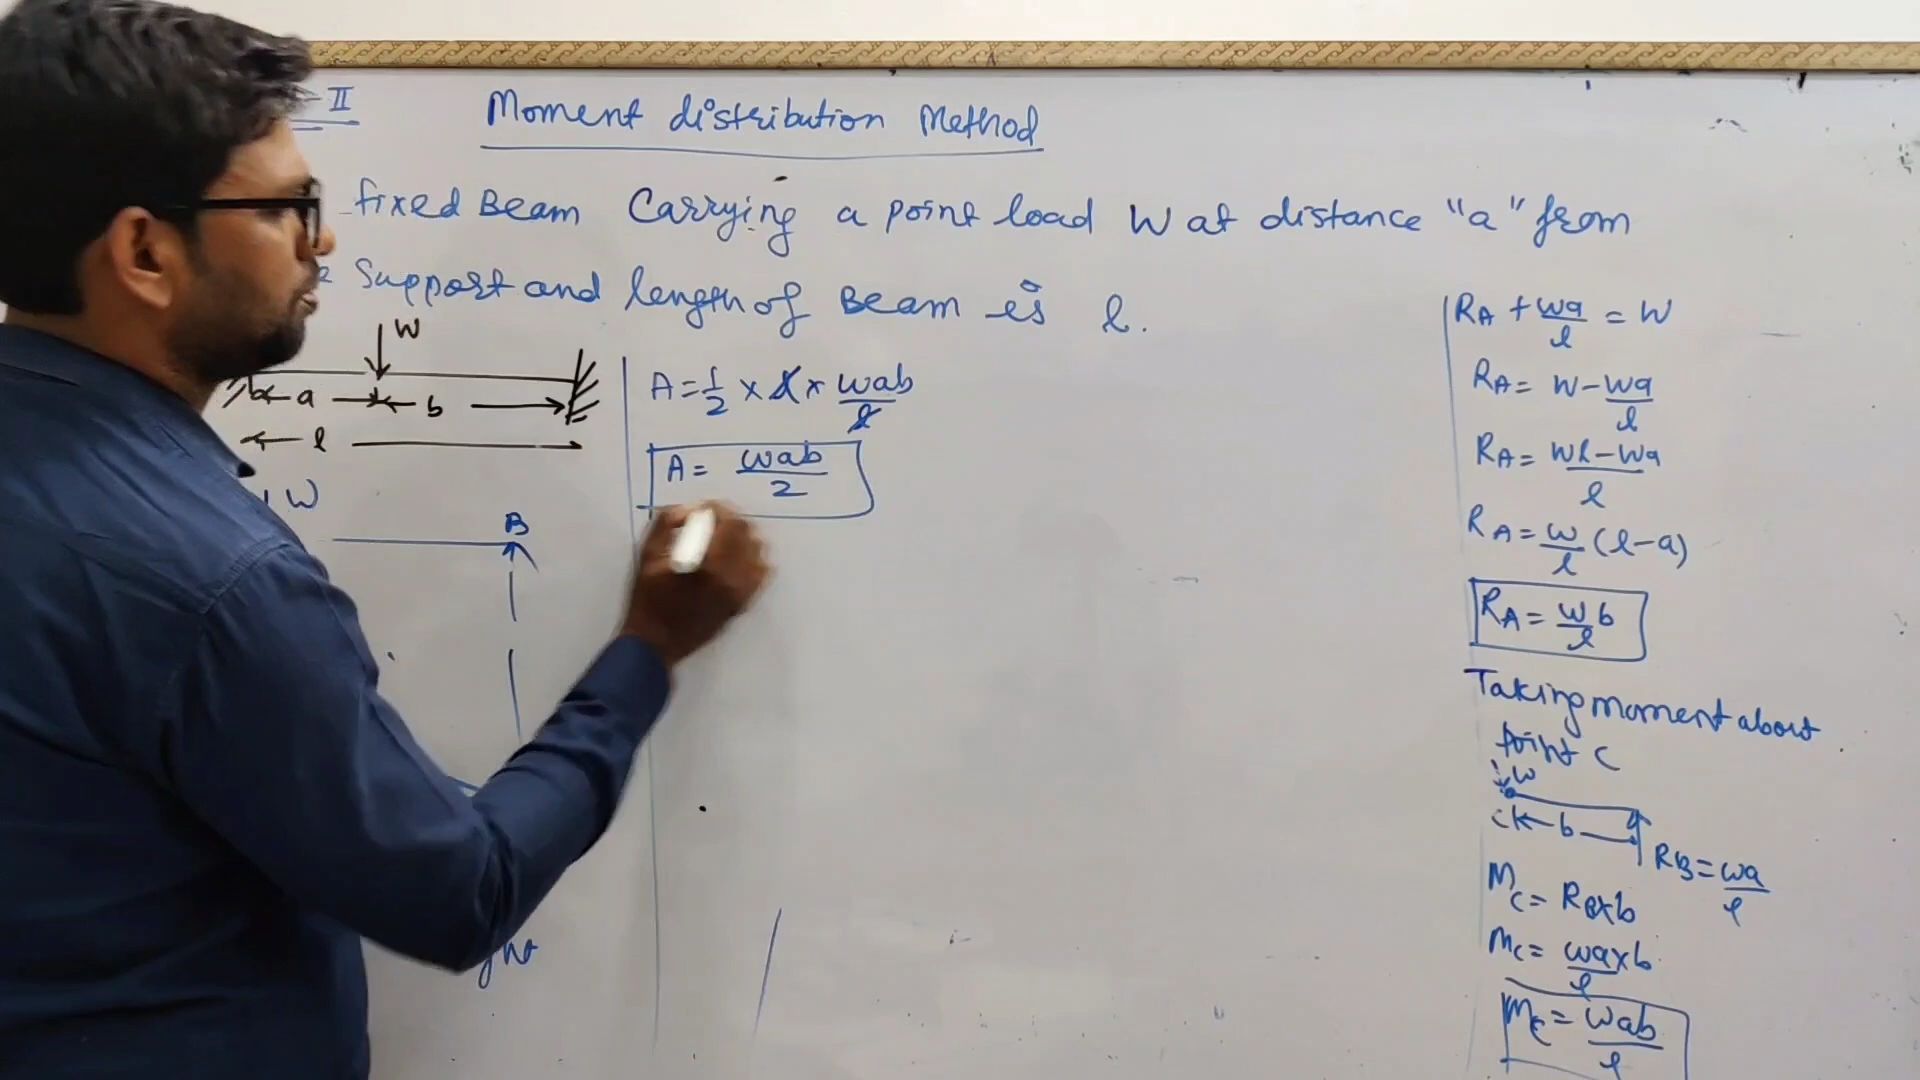 -II
Moment distribution Method
fixed Beam Carrying a point load W at distance "a" from
support and length of Beam is l.
W
a b
l
W
B
A = 1/2 × l × wab/l
A = wab/2
RA + wa/l = W
RA = W - wa/l
RA = Wl - Wa/l
RA = w/l (l-a)
RA = w/l b
Taking moment about
point C
w
C b
RB = wa/l
Mc = RB×b
Mc = wa×b/l
Mc = wab/l